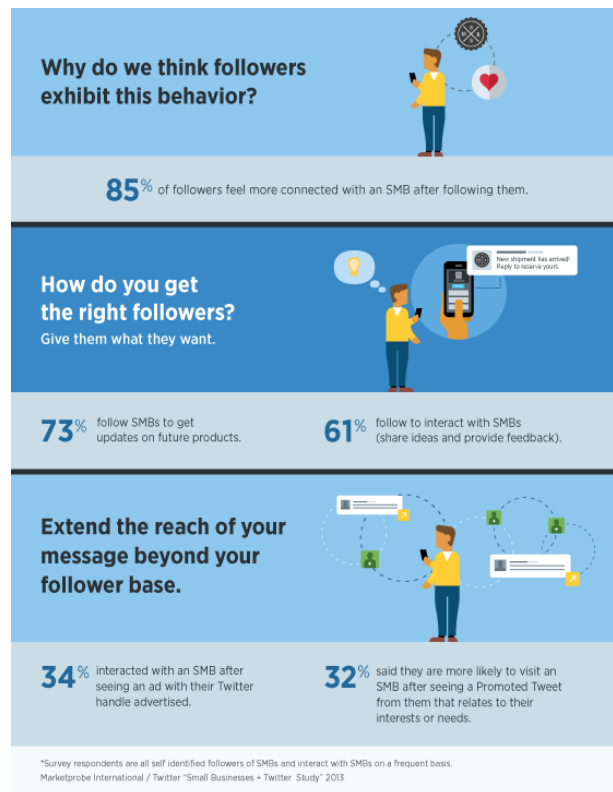 Why do we think followers
exhibit this behavior?
85% of followers feel more connected with an SMB after following them.
How do you get
the right followers?
Give them what they want.
New shipment has arrived!
Reply to reserve yours.
73% follow SMBs to get
updates on future products.
61% follow to interact with SMBs
(share ideas and provide feedback).
Extend the reach of your
message beyond your
follower base.
34% interacted with an SMB after
seeing an ad with their Twitter
handle advertised.
32% said they are more likely to visit an
SMB after seeing a Promoted Tweet
from them that relates to their
interests or needs.
*Survey respondents are all self identified followers of SMBs and interact with SMBs on a frequent basis.
Marketprobe International / Twitter "Small Businesses + Twitter Study" 2013